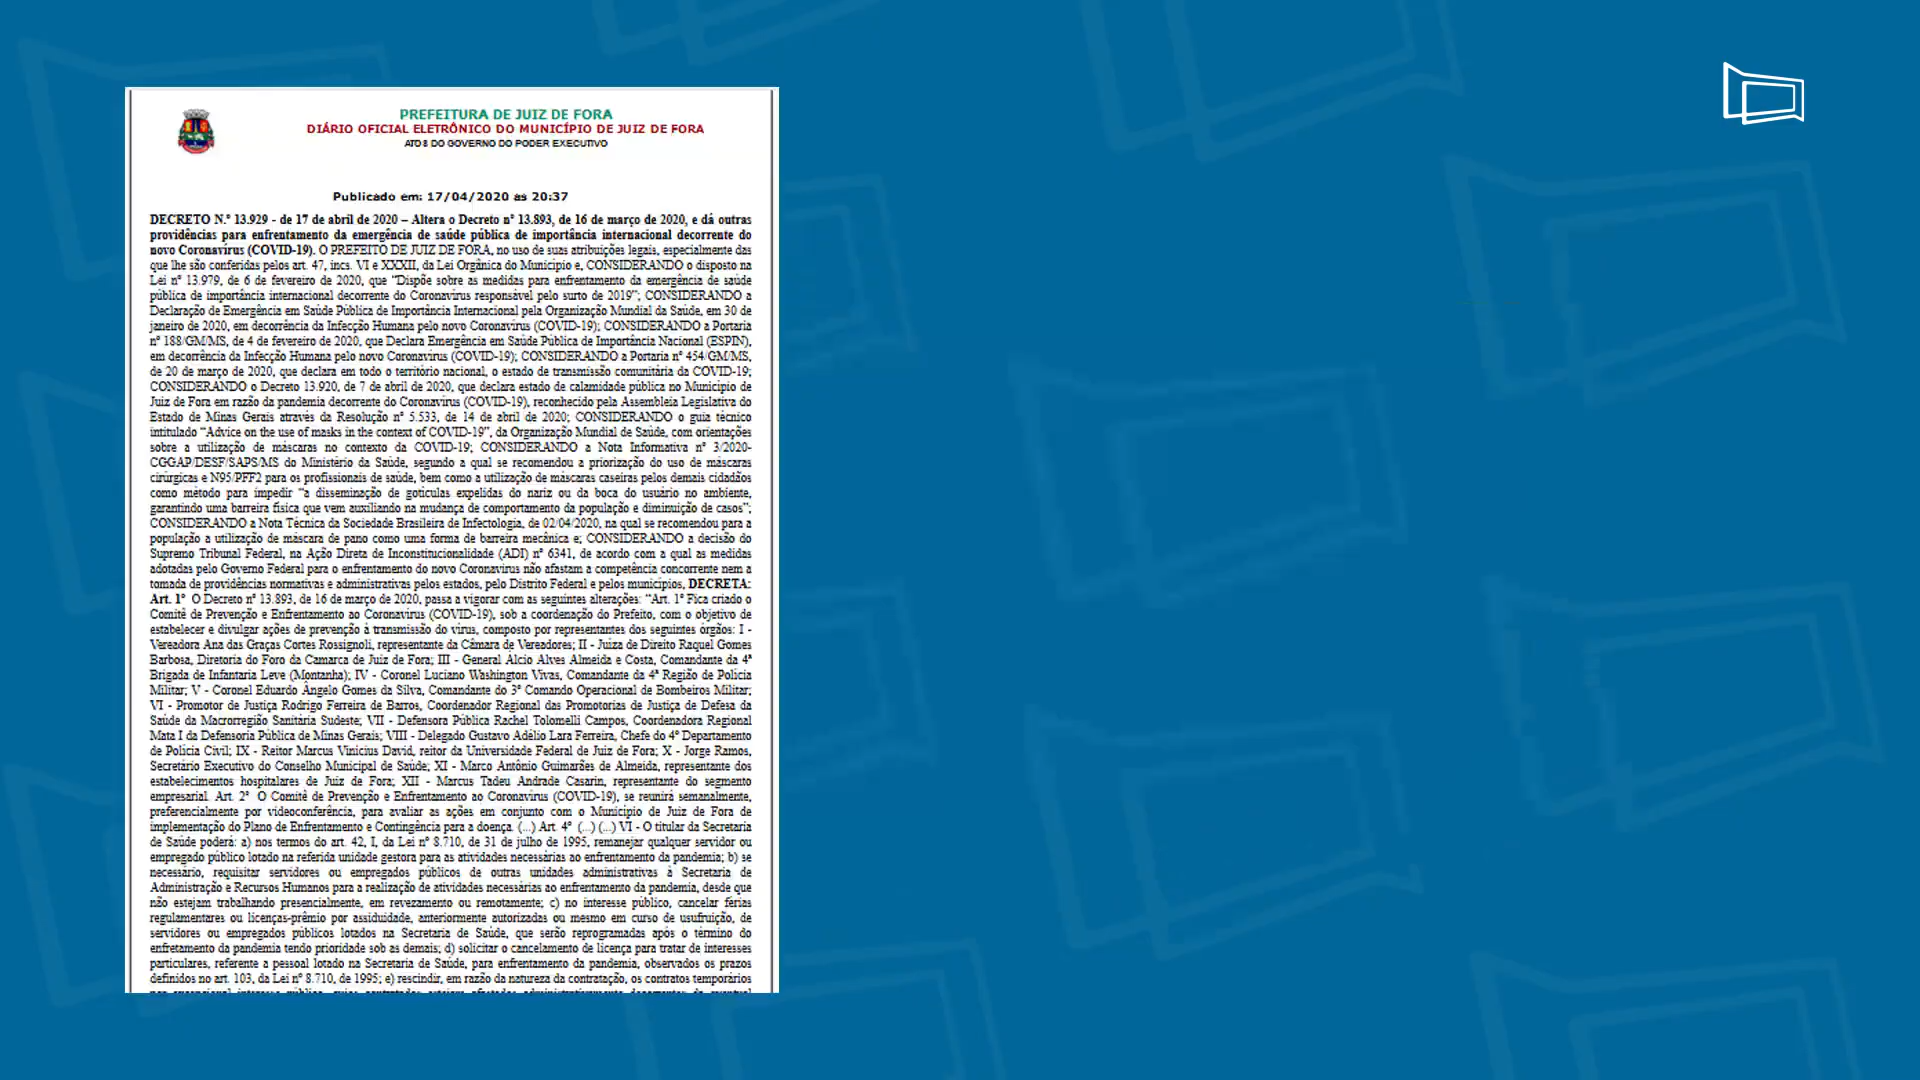 PREFEITURA DE JUIZ DE FORA
DIÁRIO OFICIAL ELETRÔNICO DO MUNICÍPIO DE JUIZ DE FORA
ATOS DO GOVERNO DO PODER EXECUTIVO
Publicado em: 17/04/2020 às 20:37
DECRETO N.º 13.929 - de 17 de abril de 2020 – Altera o Decreto nº 13.893, de 16 de março de 2020, e dá outras
providências para enfrentamento da emergência de saúde pública de importância internacional decorrente do
novo Coronavírus (COVID-19). O PREFEITO DE JUIZ DE FORA, no uso de suas atribuições legais, especialmente das
que lhe são conferidas pelos art. 47, incs. VI e XXXII, da Lei Orgânica do Município e, CONSIDERANDO o disposto na
Lei nº 13.979, de 6 de fevereiro de 2020, que “Dispõe sobre as medidas para enfrentamento da emergência de saúde
pública de importância internacional decorrente do Coronavírus responsável pelo surto de 2019”; CONSIDERANDO a
Declaração de Emergência em Saúde Pública de Importância Internacional pela Organização Mundial da Saúde, em 30 de
janeiro de 2020, em decorrência da Infecção Humana pelo novo Coronavírus (COVID-19); CONSIDERANDO a Portaria
nº 188/GM/MS, de 4 de fevereiro de 2020, que Declara Emergência em Saúde Pública de Importância Nacional (ESPIN),
em decorrência da Infecção Humana pelo novo Coronavírus (COVID-19); CONSIDERANDO a Portaria nº 454/GM/MS,
de 20 de março de 2020, que declara em todo o território nacional, o estado de transmissão comunitária da COVID-19;
CONSIDERANDO o Decreto 13.920, de 7 de abril de 2020, que declara estado de calamidade pública no Município de
Juiz de Fora em razão da pandemia decorrente do Coronavírus (COVID-19), reconhecido pela Assembleia Legislativa do
Estado de Minas Gerais através da Resolução nº 5.533, de 14 de abril de 2020; CONSIDERANDO o guia técnico
intitulado “Advice on the use of masks in the context of COVID-19”, da Organização Mundial de Saúde, com orientações
sobre a utilização de máscaras no contexto da COVID-19; CONSIDERANDO a Nota Informativa nº 3/2020-
CGGAP/DESF/SAPS/MS do Ministério da Saúde, segundo a qual se recomendou a priorização do uso de máscaras
cirúrgicas e N95/PFF2 para os profissionais de saúde, bem como a utilização de máscaras caseiras pelos demais cidadãos
como método para impedir “a disseminação de gotículas expelidas do nariz ou da boca do usuário no ambiente,
garantindo uma barreira física que vem auxiliando na mudança de comportamento da população e diminuição de casos”;
CONSIDERANDO a Nota Técnica da Sociedade Brasileira de Infectologia, de 02/04/2020, na qual se recomendou para a
população a utilização de máscara de pano como uma forma de barreira mecânica e; CONSIDERANDO a decisão do
Supremo Tribunal Federal, na Ação Direta de Inconstitucionalidade (ADI) nº 6341, de acordo com a qual as medidas
adotadas pelo Governo Federal para o enfrentamento do novo Coronavírus não afastam a competência concorrente nem a
tomada de providências normativas e administrativas pelos estados, pelo Distrito Federal e pelos municípios, DECRETA:
Art. 1º O Decreto nº 13.893, de 16 de março de 2020, passa a vigorar com as seguintes alterações: “Art. 1º Fica criado o
Comitê de Prevenção e Enfrentamento ao Coronavírus (COVID-19), sob a coordenação do Prefeito, com o objetivo de
estabelecer e divulgar ações de prevenção à transmissão do vírus, composto por representantes dos seguintes órgãos: I -
Vereadora Ana das Graças Cortes Rossignoli, representante da Câmara de Vereadores; II - Juíza de Direito Raquel Gomes
Barbosa, Diretoria do Foro da Camarca de Juiz de Fora; III - General Alcio Alves Almeida e Costa, Comandante da 4ª
Brigada de Infantaria Leve (Montanha); IV - Coronel Luciano Washington Vivas, Comandante da 4ª Região de Polícia
Militar; V - Coronel Eduardo Ângelo Gomes da Silva, Comandante do 3º Comando Operacional de Bombeiros Militar;
VI - Promotor de Justiça Rodrigo Ferreira de Barros, Coordenador Regional das Promotorias de Justiça de Defesa da
Saúde da Macrorregião Sanitária Sudeste; VII - Defensora Pública Rachel Tolomelli Campos, Coordenadora Regional
Mata I da Defensoria Pública de Minas Gerais; VIII - Delegado Gustavo Adélio Lara Ferreira, Chefe do 4º Departamento
de Polícia Civil; IX - Reitor Marcus Vinicius David, reitor da Universidade Federal de Juiz de Fora; X - Jorge Ramos,
Secretário Executivo do Conselho Municipal de Saúde; XI - Marco Antônio Guimarães de Almeida, representante dos
estabelecimentos hospitalares de Juiz de Fora; XII - Marcus Tadeu Andrade Casarin, representante do segmento
empresarial. Art. 2º O Comitê de Prevenção e Enfrentamento ao Coronavírus (COVID-19), se reunirá semanalmente,
preferencialmente por videoconferência, para avaliar as ações em conjunto com o Município de Juiz de Fora de
implementação do Plano de Enfrentamento e Contingência para a doença. (...) Art. 4º (...) (...) VI - O titular da Secretaria
de Saúde poderá: a) nos termos do art. 42, I, da Lei nº 8.710, de 31 de julho de 1995, remanejar qualquer servidor ou
empregado público lotado na referida unidade gestora para as atividades necessárias ao enfrentamento da pandemia; b) se
necessário, requisitar servidores ou empregados públicos de outras unidades administrativas à Secretaria de
Administração e Recursos Humanos para a realização de atividades necessárias ao enfrentamento da pandemia, desde que
não estejam trabalhando presencialmente, em revezamento ou remotamente; c) no interesse público, cancelar férias
regulamentares ou licenças-prêmio por assiduidade, anteriormente autorizadas ou mesmo em curso de usufruição, de
servidores ou empregados públicos lotados na Secretaria de Saúde, que serão reprogramadas após o término do
enfretamento da pandemia tendo prioridade sob as demais; d) solicitar o cancelamento de licença para tratar de interesses
particulares, referente a pessoal lotado na Secretaria de Saúde, para enfrentamento da pandemia, observados os prazos
definidos no art. 103, da Lei nº 8.710, de 1995; e) rescindir, em razão da natureza da contratação, os contratos temporários